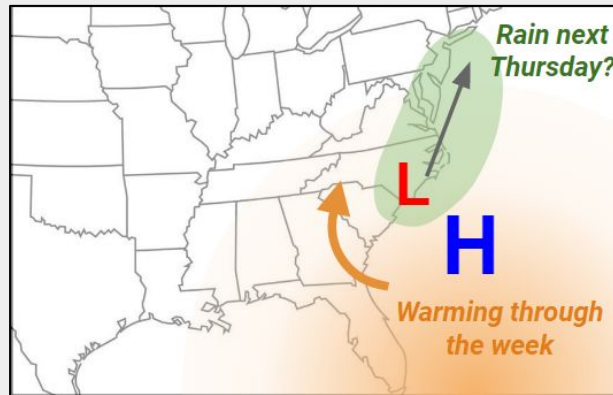 Rain next
Thursday?
L
H
Warming through
the week